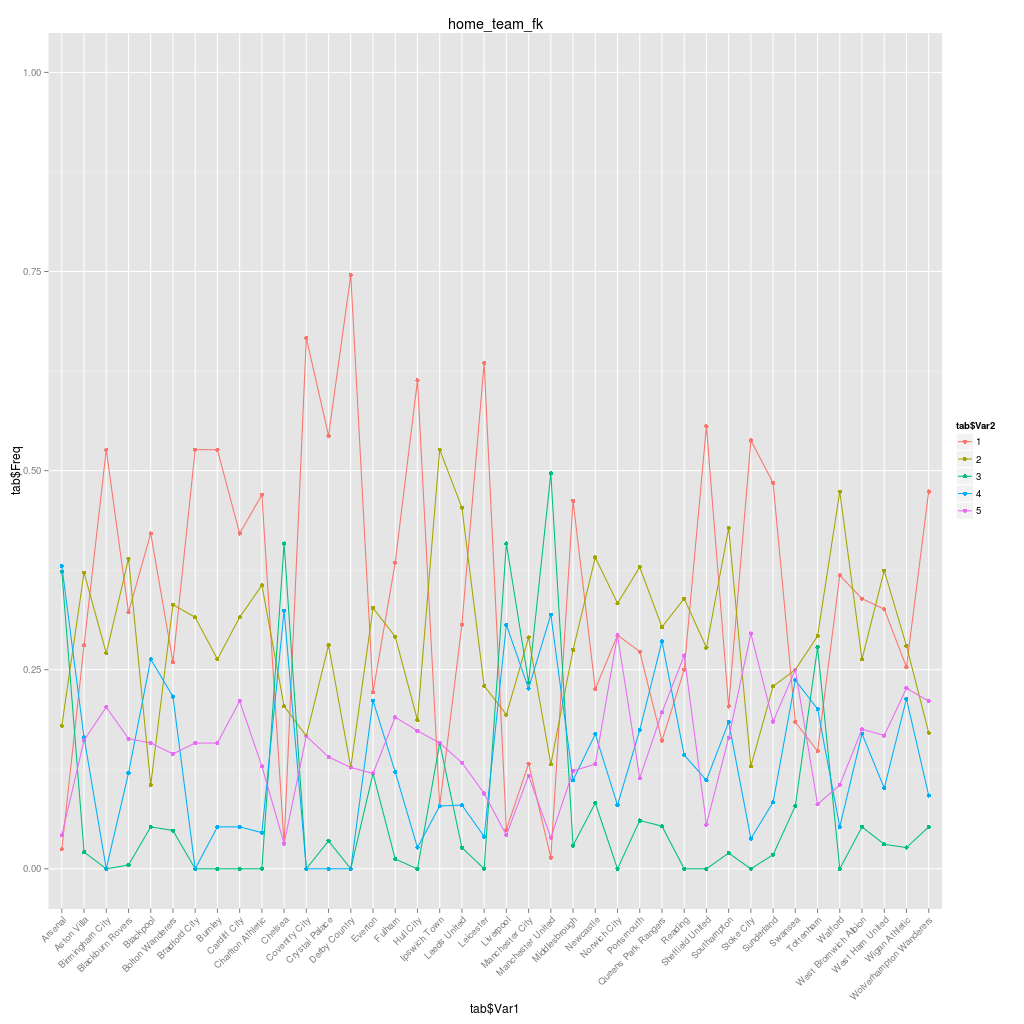 home_team_fk
tab$Freq
1.00
0.75
0.50
0.25
0.00
tab$Var2
1
2
3
4
5
Arsenal
Aston Villa
Birmingham City
Blackburn Rovers
Blackpool
Bolton Wanderers
Bradford City
Burnley
Cardiff City
Charlton Athletic
Chelsea
Coventry City
Crystal Palace
Derby Country
Everton
Fulham
Hull City
Ipswich Town
Leeds United
Leicester
Liverpool
Manchester City
Manchester United
Middlesbrough
Newcastle
Norwich City
Portsmouth
Queens Park Rangers
Reading
Sheffield United
Southampton
Stoke City
Sunderland
Swansea
Tottenham
Watford
West Bromwich Albion
West Ham United
Wigan Athletic
Wolverhampton Wanderers
tab$Var1